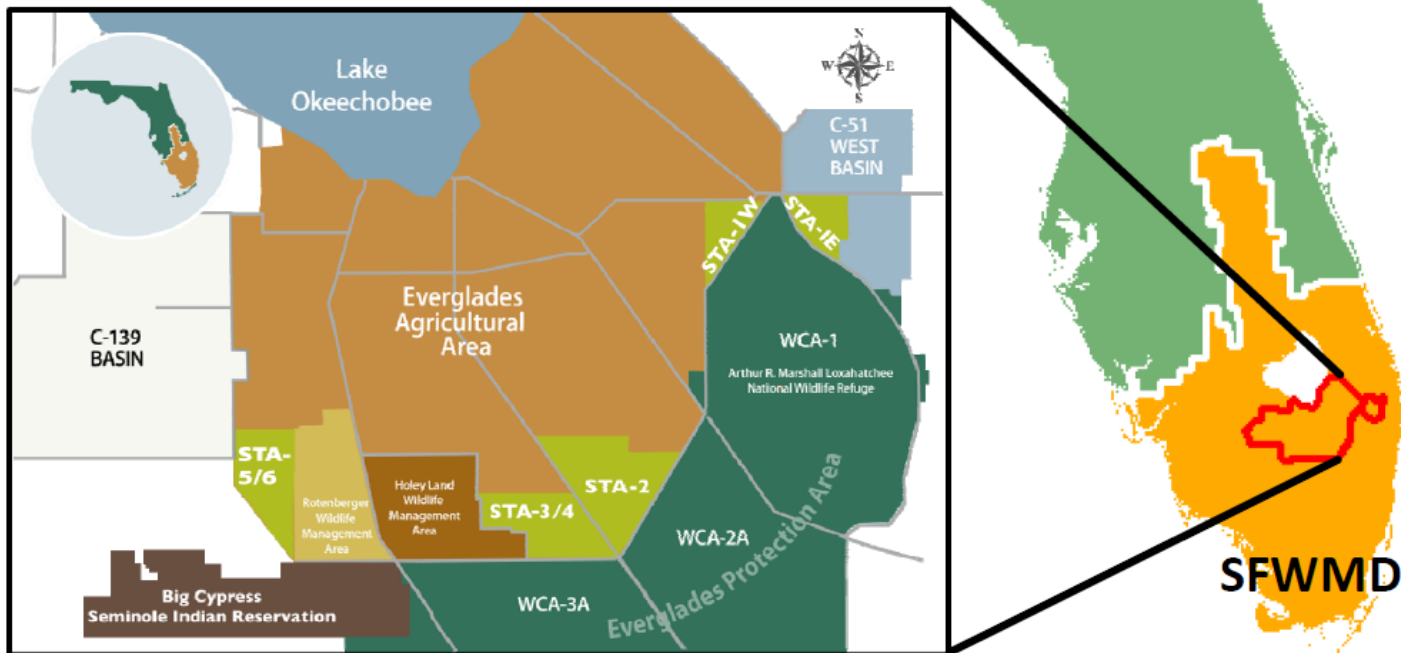 Lake
Okeechobee
N
W
E
S
C-51
WEST
BASIN
STA-1W
STA-1E
Everglades
Agricultural
Area
C-139
BASIN
WCA-1
Arthur R. Marshall Loxahatchee
National Wildlife Refuge
STA-
5/6
Rotenberger
Wildlife
Management
Area
Holey Land
Wildlife
Management
Area
STA-3/4
STA-2
WCA-2A
Everglades Protection Area
WCA-3A
Big Cypress
Seminole Indian Reservation
SFWMD